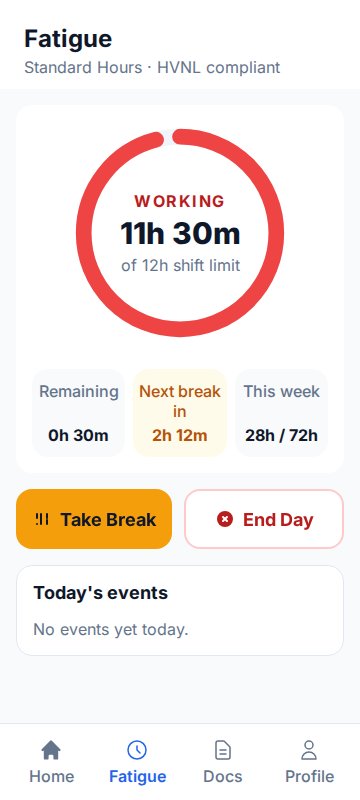 Fatigue
Standard Hours · HVNL compliant
WORKING
11h 30m
of 12h shift limit
Remaining
0h 30m
Next break
in
2h 12m
This week
28h / 72h
Take Break
End Day
Today's events
No events yet today.
Home
Fatigue
Docs
Profile